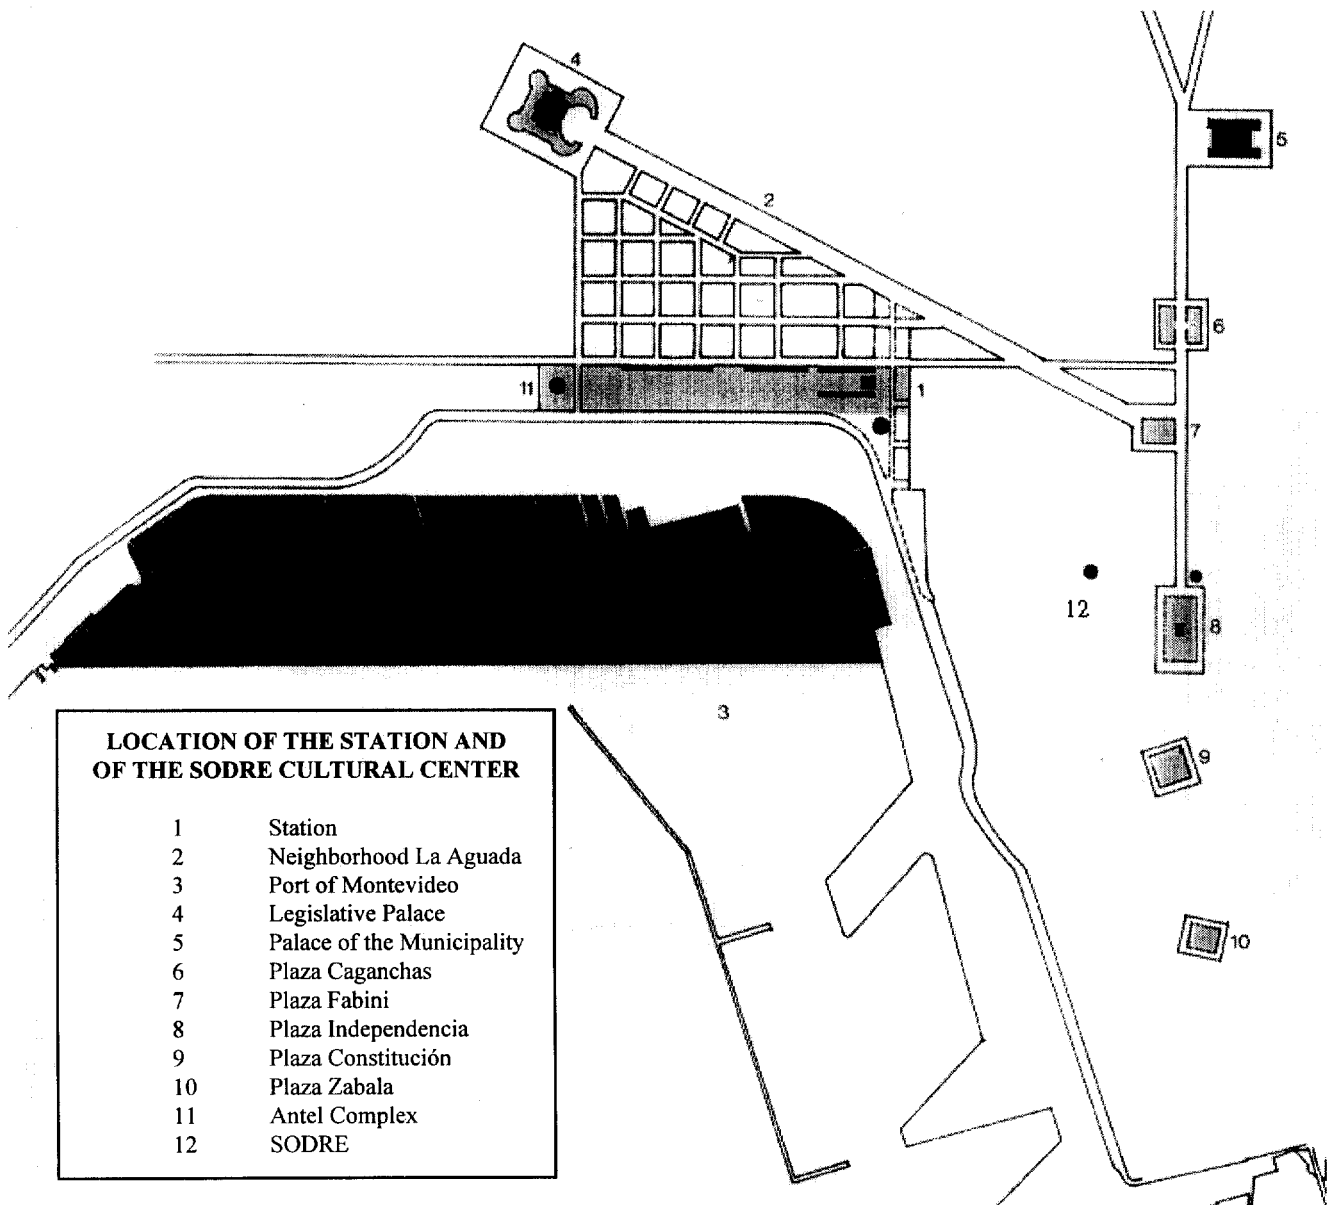 4
5
2
6
11
1
7
12
8
3
9
10
LOCATION OF THE STATION AND
OF THE SODRE CULTURAL CENTER
1 Station
2 Neighborhood La Aguada
3 Port of Montevideo
4 Legislative Palace
5 Palace of the Municipality
6 Plaza Caganchas
7 Plaza Fabini
8 Plaza Independencia
9 Plaza Constitución
10 Plaza Zabala
11 Antel Complex
12 SODRE